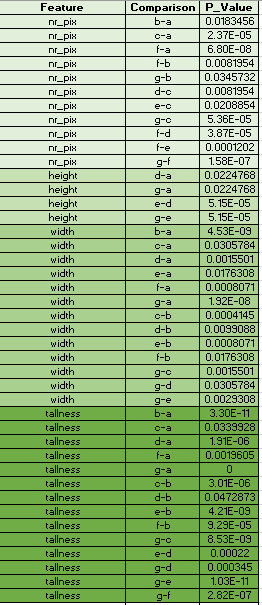 Feature Comparison P_Value
nr_pix b-a 0.0183456
nr_pix c-a 2.37E-05
nr_pix f-a 6.80E-08
nr_pix f-b 0.0081954
nr_pix g-b 0.0345732
nr_pix d-c 0.0081954
nr_pix e-c 0.0208854
nr_pix g-c 5.36E-05
nr_pix f-d 3.87E-05
nr_pix f-e 0.0001202
nr_pix g-f 1.58E-07
height d-a 0.0224768
height g-a 0.0224768
height e-d 5.15E-05
height g-e 5.15E-05
width b-a 4.53E-09
width c-a 0.0305784
width d-a 0.0015501
width e-a 0.0176308
width f-a 0.0008071
width g-a 1.92E-08
width c-b 0.0004145
width d-b 0.0099088
width e-b 0.0008071
width f-b 0.0176308
width g-c 0.0015501
width g-d 0.0305784
width g-e 0.0029308
tallness b-a 3.30E-11
tallness c-a 0.0339928
tallness d-a 1.91E-06
tallness f-a 0.0019605
tallness g-a 0
tallness c-b 3.01E-06
tallness d-b 0.0472873
tallness e-b 4.21E-09
tallness f-b 9.29E-05
tallness g-c 8.53E-09
tallness e-d 0.00022
tallness g-d 0.000345
tallness g-e 1.03E-11
tallness g-f 2.82E-07